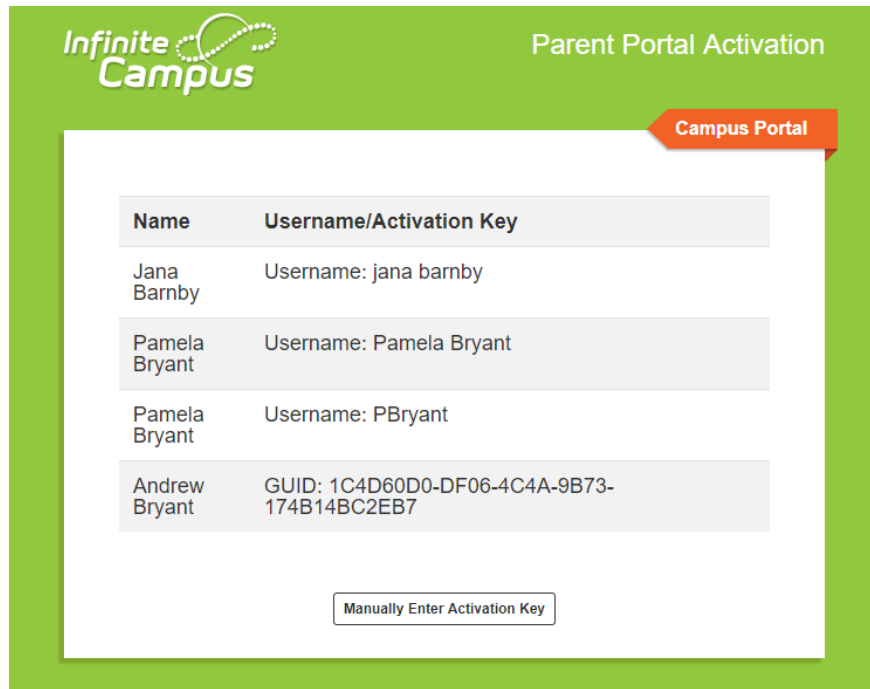 Infinite
Campus
Parent Portal Activation
Campus Portal
Name Username/Activation Key
Jana
Barnby
Username: jana barnby
Pamela
Bryant
Username: Pamela Bryant
Pamela
Bryant
Username: PBryant
Andrew
Bryant
GUID: 1C4D60D0-DF06-4C4A-9B73-
174B14BC2EB7
Manually Enter Activation Key